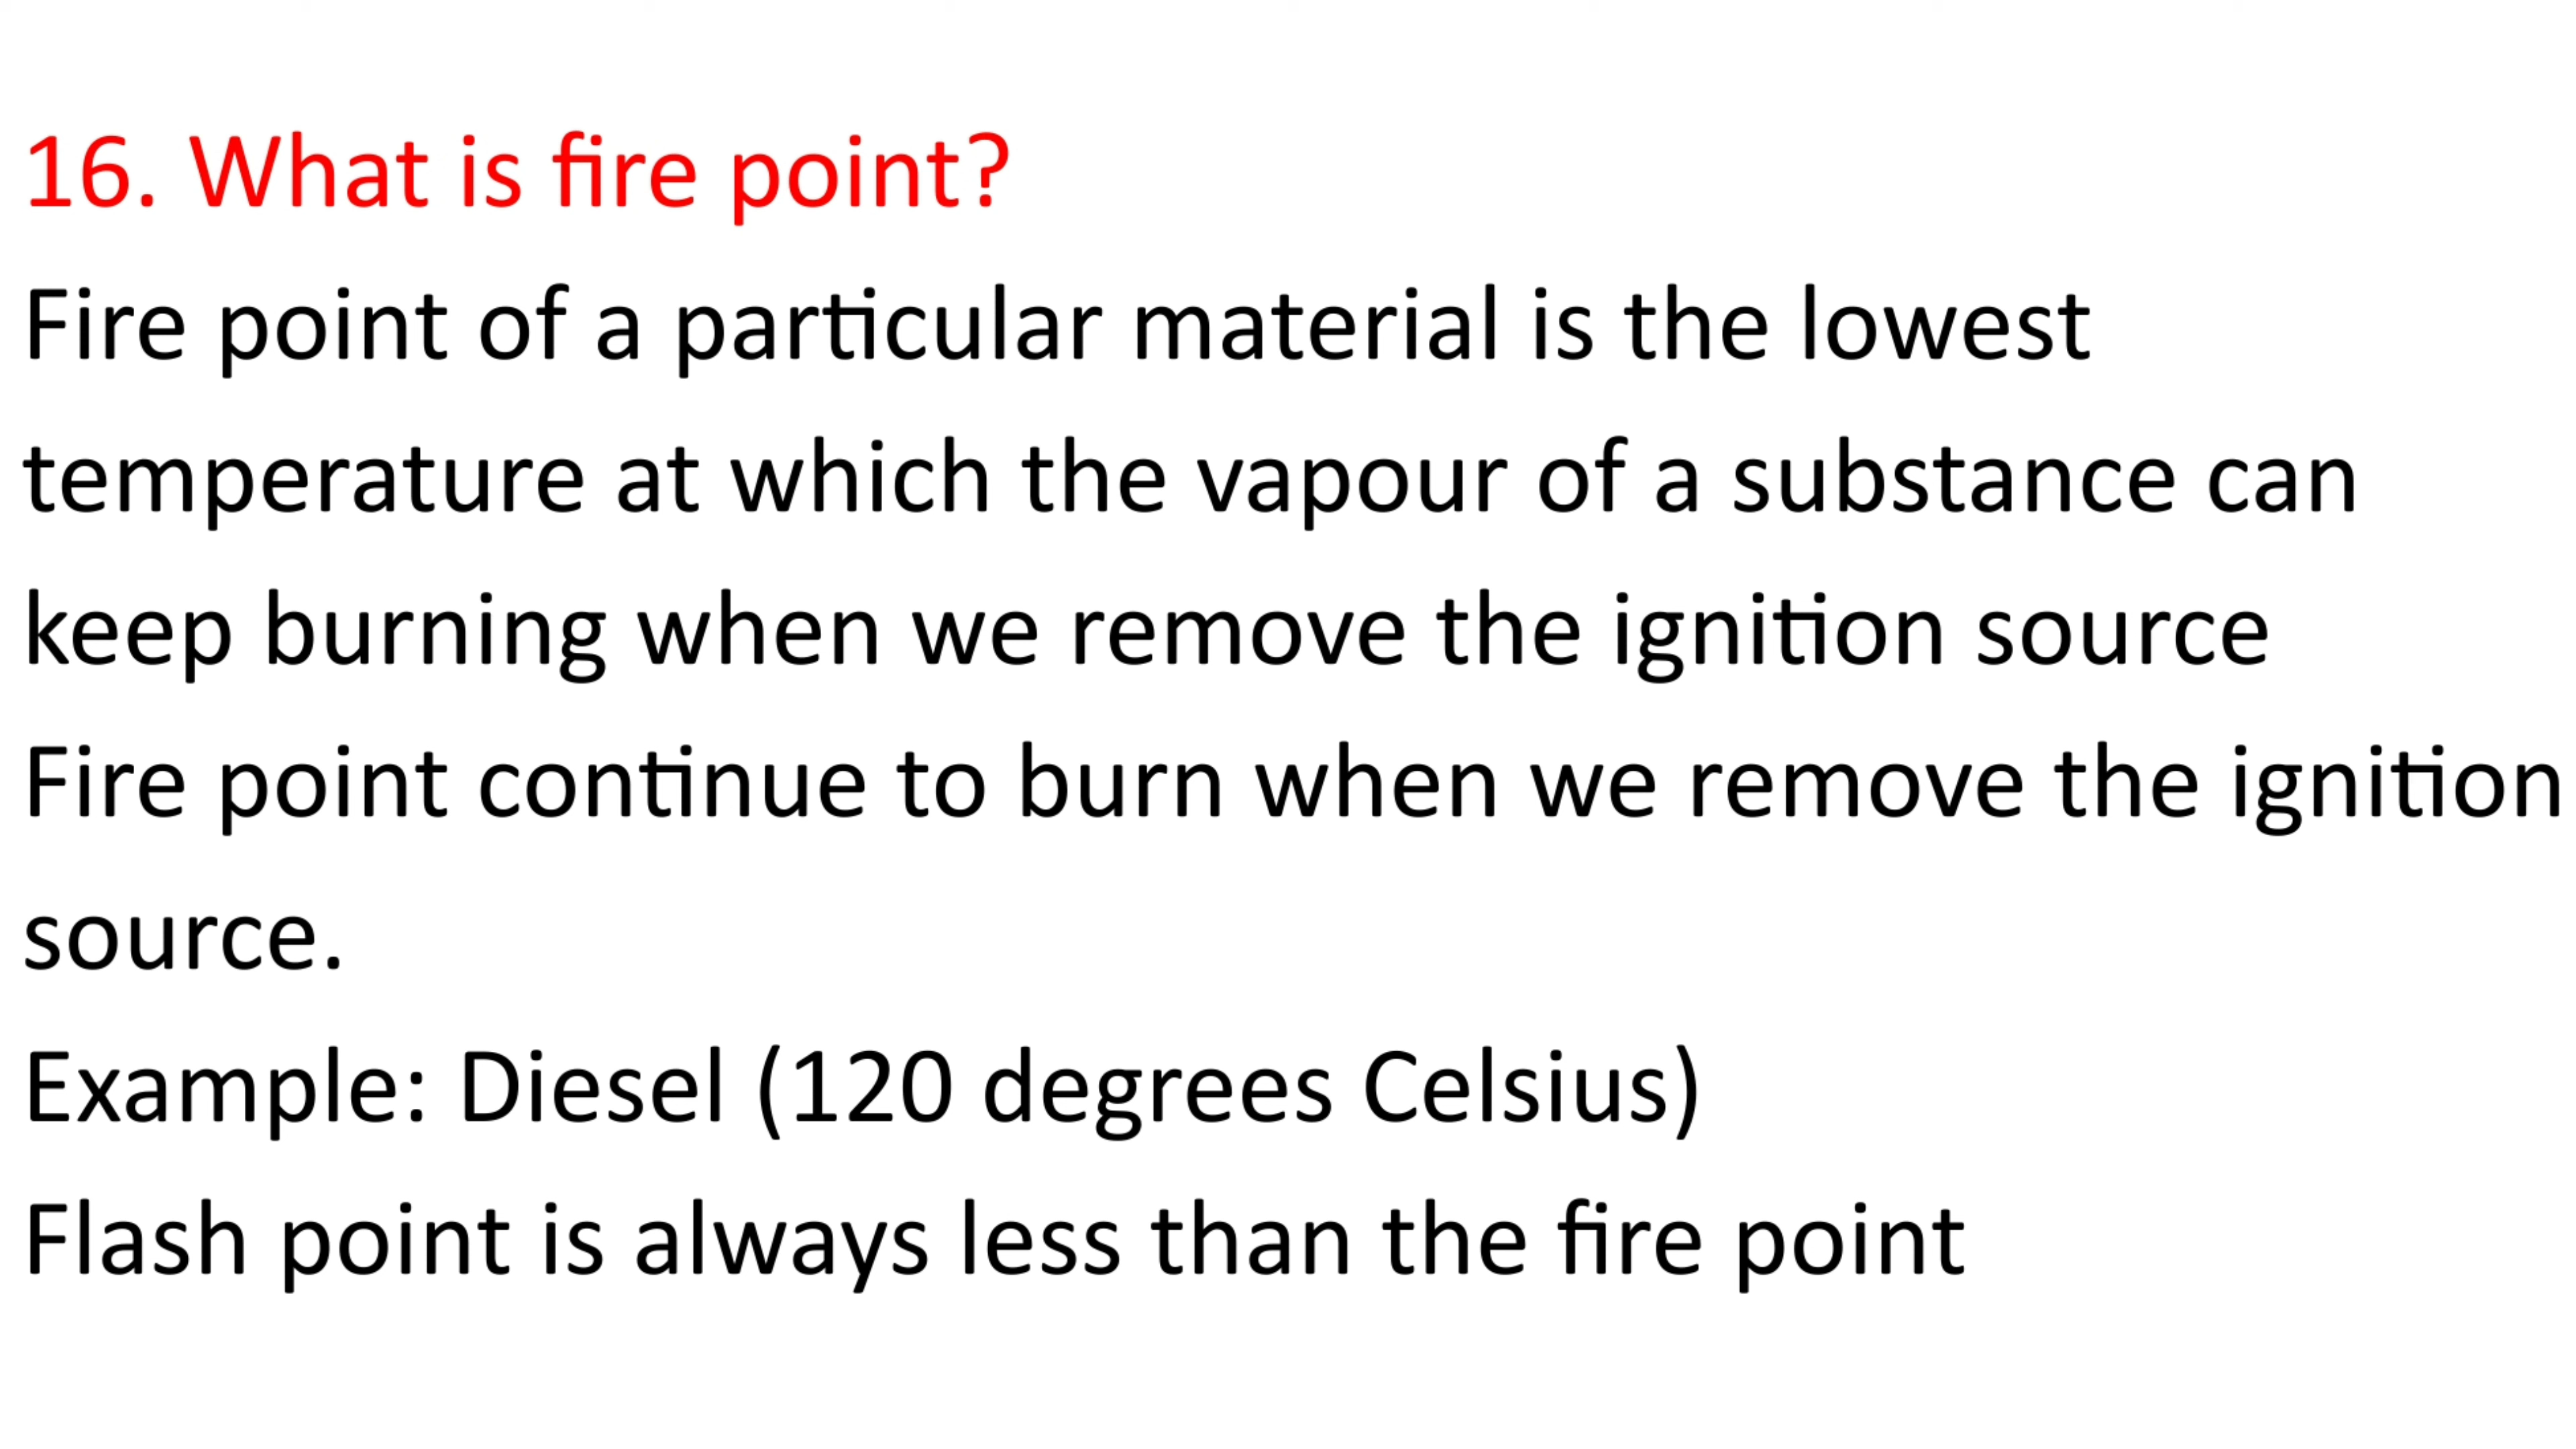 16. What is fire point?
Fire point of a particular material is the lowest
temperature at which the vapour of a substance can
keep burning when we remove the ignition source
Fire point continue to burn when we remove the ignition
source.
Example: Diesel (120 degrees Celsius)
Flash point is always less than the fire point